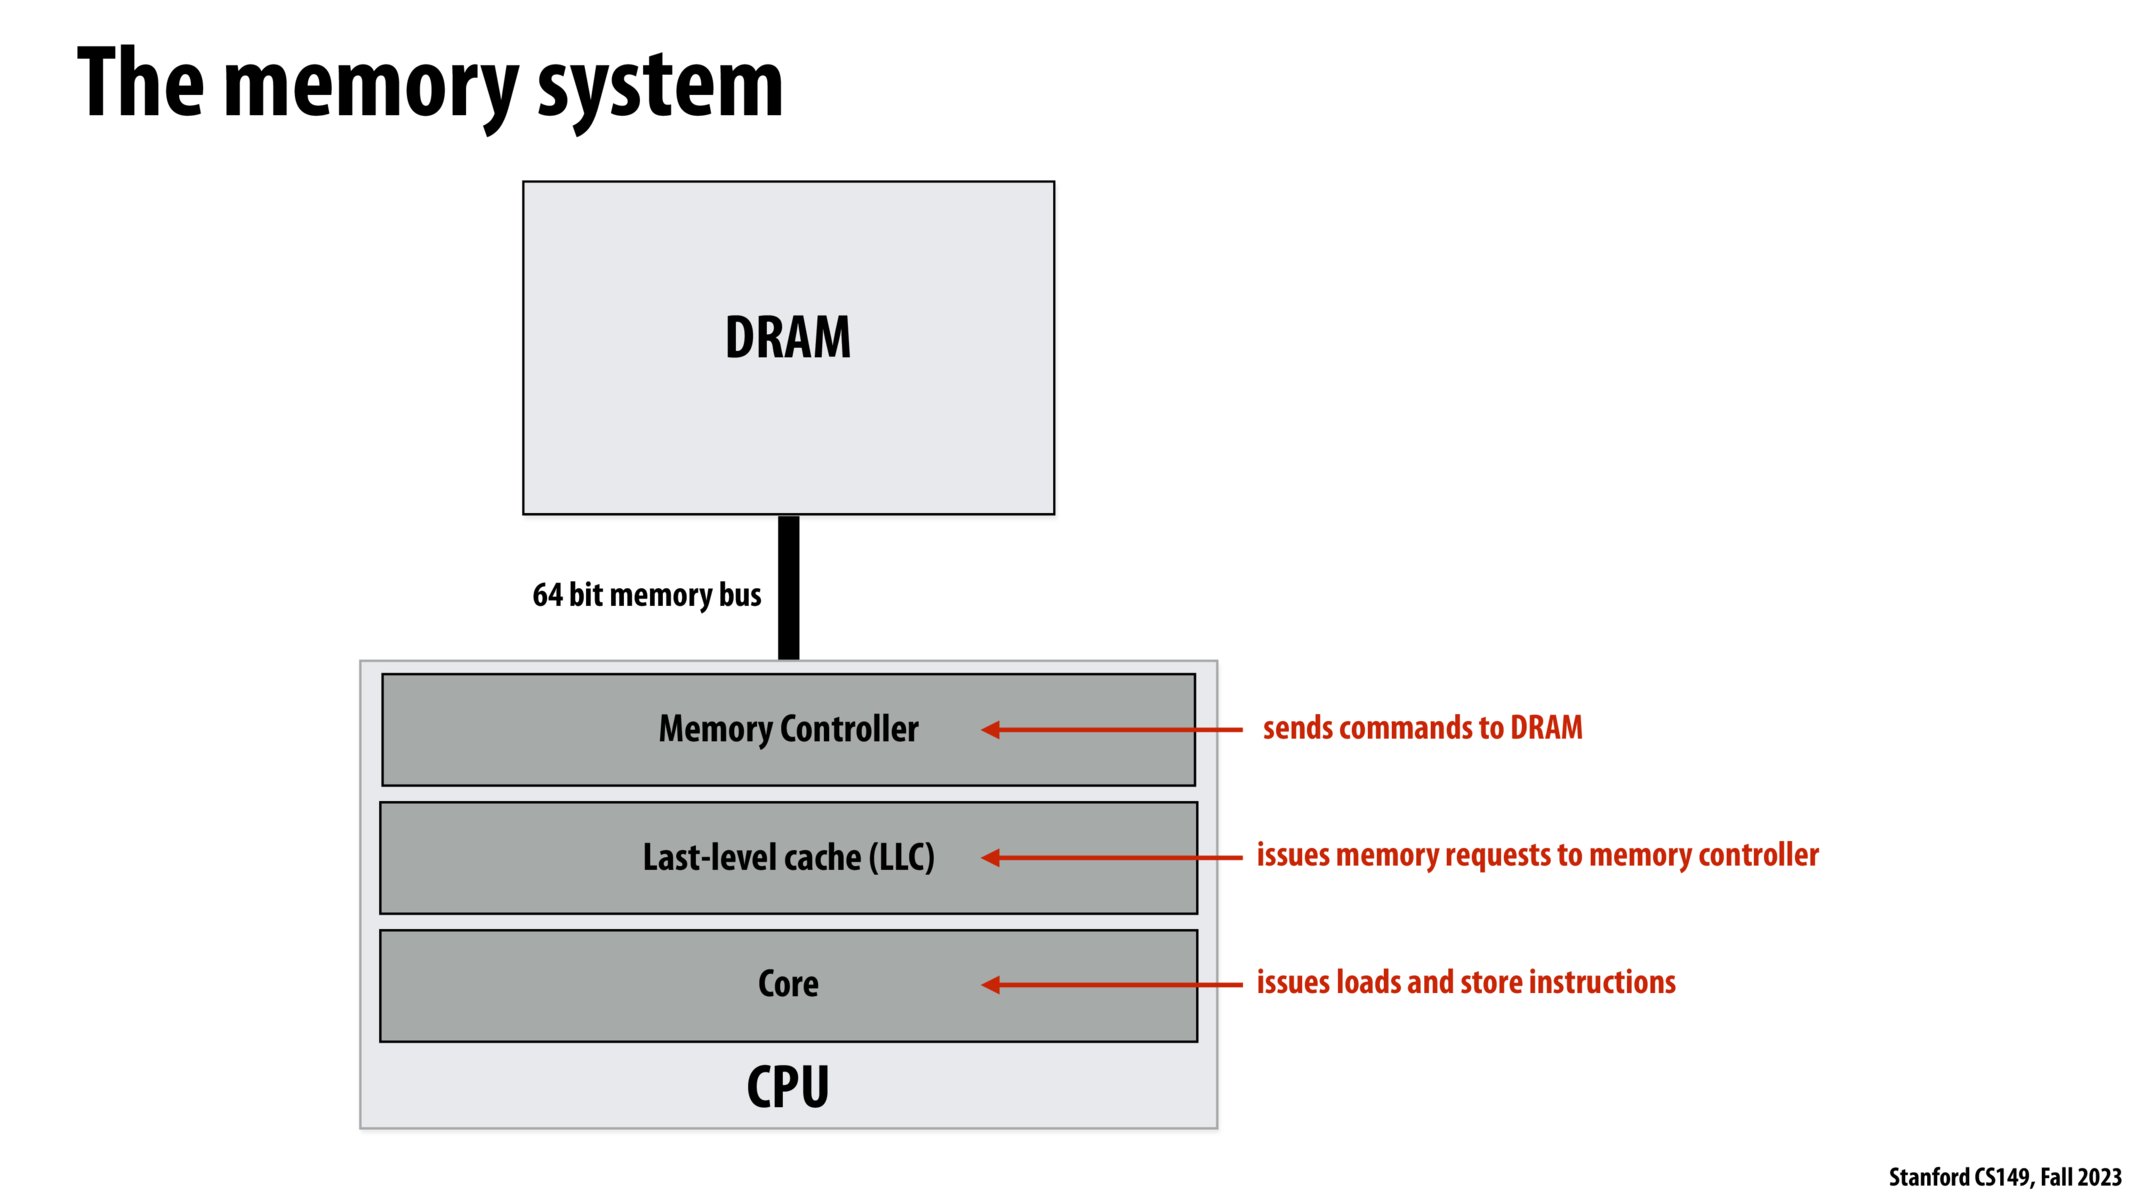 The memory system
DRAM
64 bit memory bus
Memory Controller
sends commands to DRAM
Last-level cache (LLC)
issues memory requests to memory controller
Core
issues loads and store instructions
CPU
Stanford CS149, Fall 2023